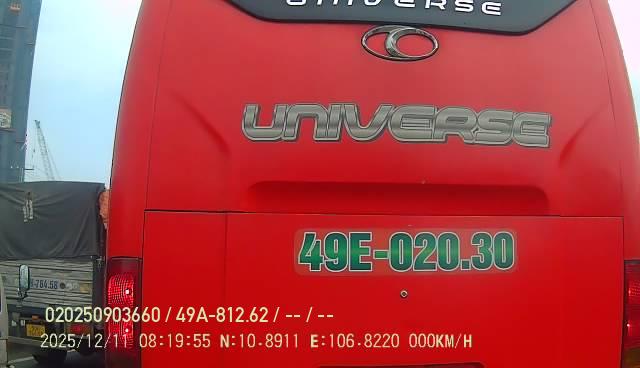 UNIVERSE
UNIVERSE
49E-020.30
020250903660 / 49A-812.62 / -- / --
2025/12/11 08:19:55 N:10.8911 E:106.8220 000KM/H